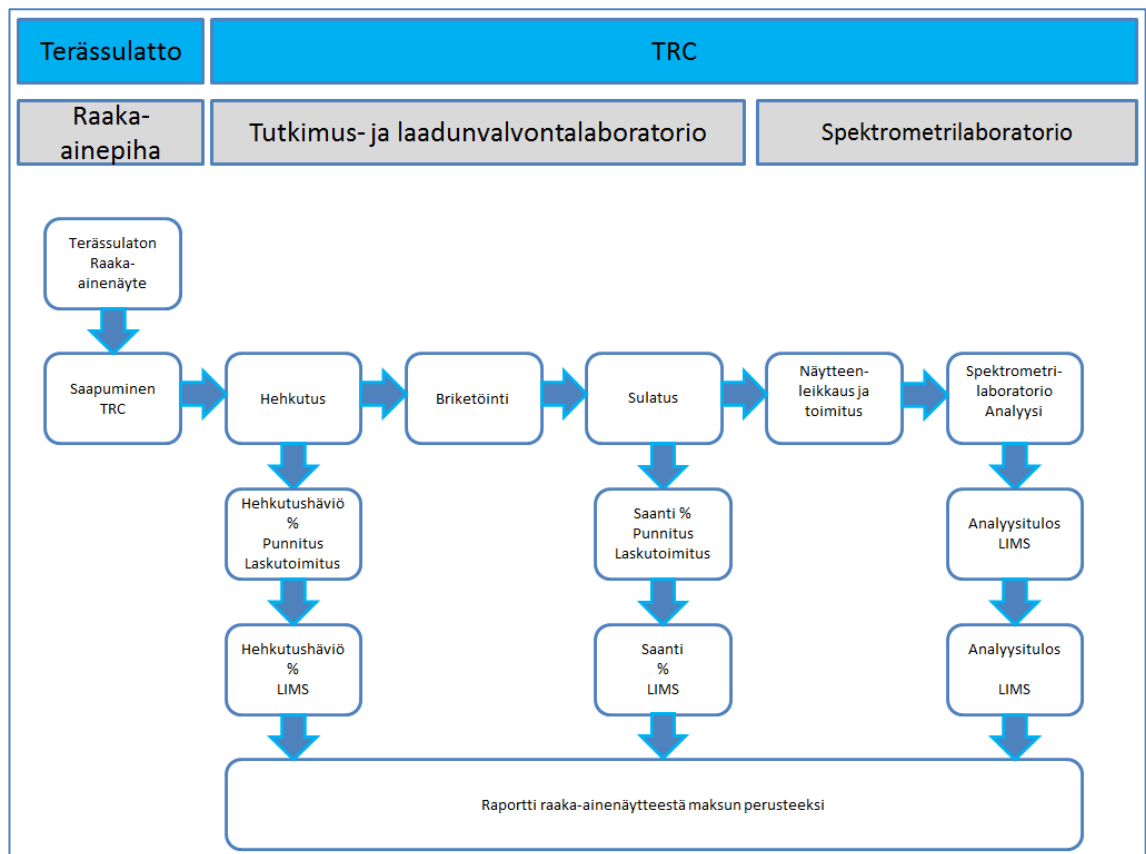 Terässulatto
TRC
Raaka-
ainepiha
Tutkimus- ja laadunvalvontalaboratorio
Spektrometrilaboratorio
Terässulaton
Raaka-
ainenäyte
Saapuminen
TRC
Hehkutus
Briketöinti
Sulatus
Näytteen-
leikkaus ja
toimitus
Spektrometri-
laboratorio
Analyysi
Hehkutushäviö
%
Punnitus
Laskutoimitus
Saanti %
Punnitus
Laskutoimitus
Analyysitulos
LIMS
Hehkutushäviö
%
LIMS
Saanti
%
LIMS
Analyysitulos
LIMS
Raportti raaka-ainenäytteestä maksun perusteeksi